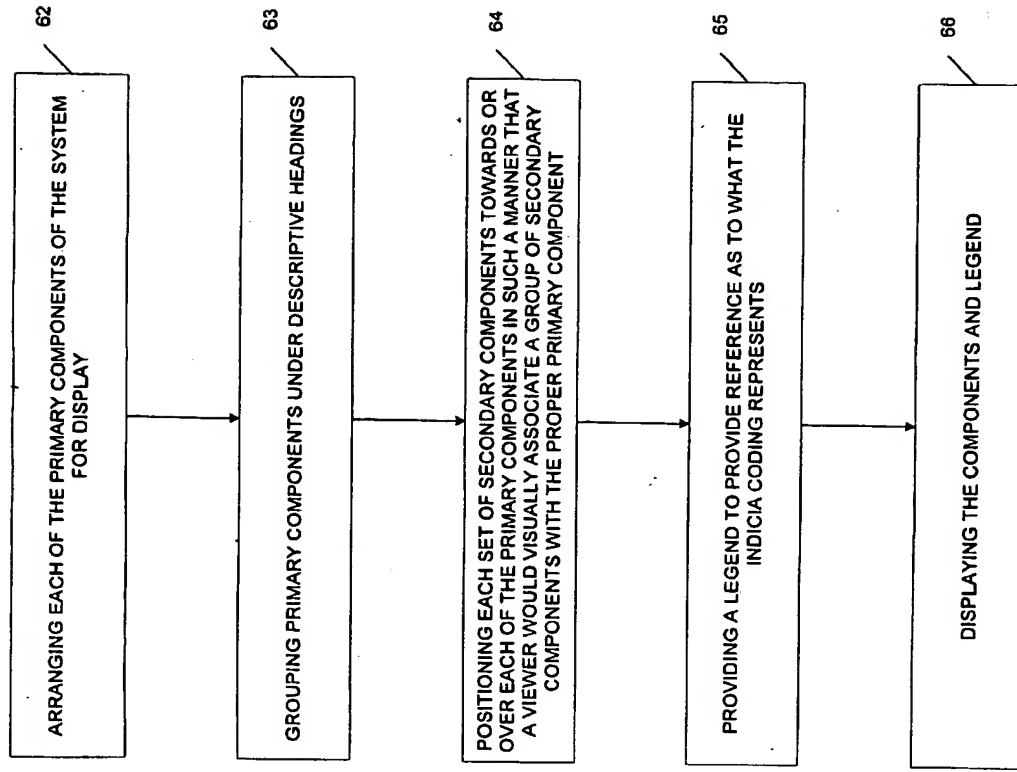 62
ARRANGING EACH OF THE PRIMARY COMPONENTS OF THE SYSTEM
FOR DISPLAY
63
GROUPING PRIMARY COMPONENTS UNDER DESCRIPTIVE HEADINGS
64
POSITIONING EACH SET OF SECONDARY COMPONENTS TOWARDS OR
OVER EACH OF THE PRIMARY COMPONENTS IN SUCH A MANNER THAT
A VIEWER WOULD VISUALLY ASSOCIATE A GROUP OF SECONDARY
COMPONENTS WITH THE PROPER PRIMARY COMPONENT
65
PROVIDING A LEGEND TO PROVIDE REFERENCE AS TO WHAT THE
INDICIA CODING REPRESENTS
66
DISPLAYING THE COMPONENTS AND LEGEND